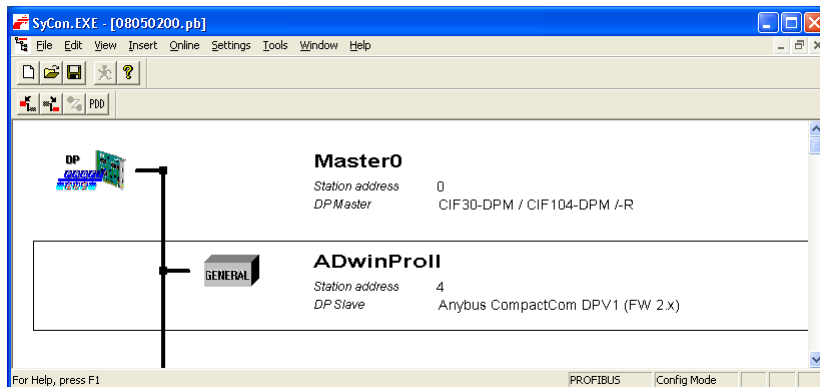 SyCon.EXE - [08050200.pb]
File Edit View Insert Online Settings Tools Window Help
PDD
DP
Master0
Station address 0
DP Master CIF30-DPM / CIF104-DPM /-R
GENERAL
ADwinProII
Station address 4
DP Slave Anybus CompactCom DPV1 (FW 2.x)
For Help, press F1 PROFIBUS Config Mode